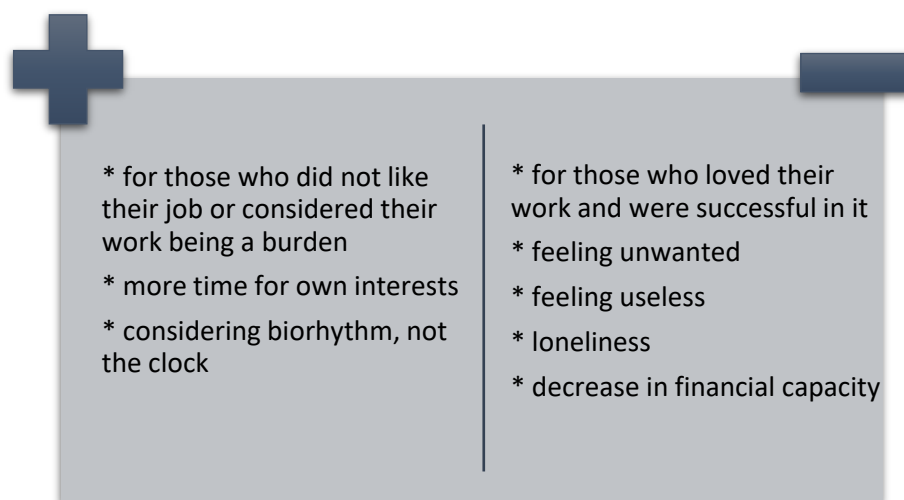 * for those who did not like
their job or considered their
work being a burden
* more time for own interests
* considering biorhythm, not
the clock
* for those who loved their
work and were successful in it
* feeling unwanted
* feeling useless
* loneliness
* decrease in financial capacity